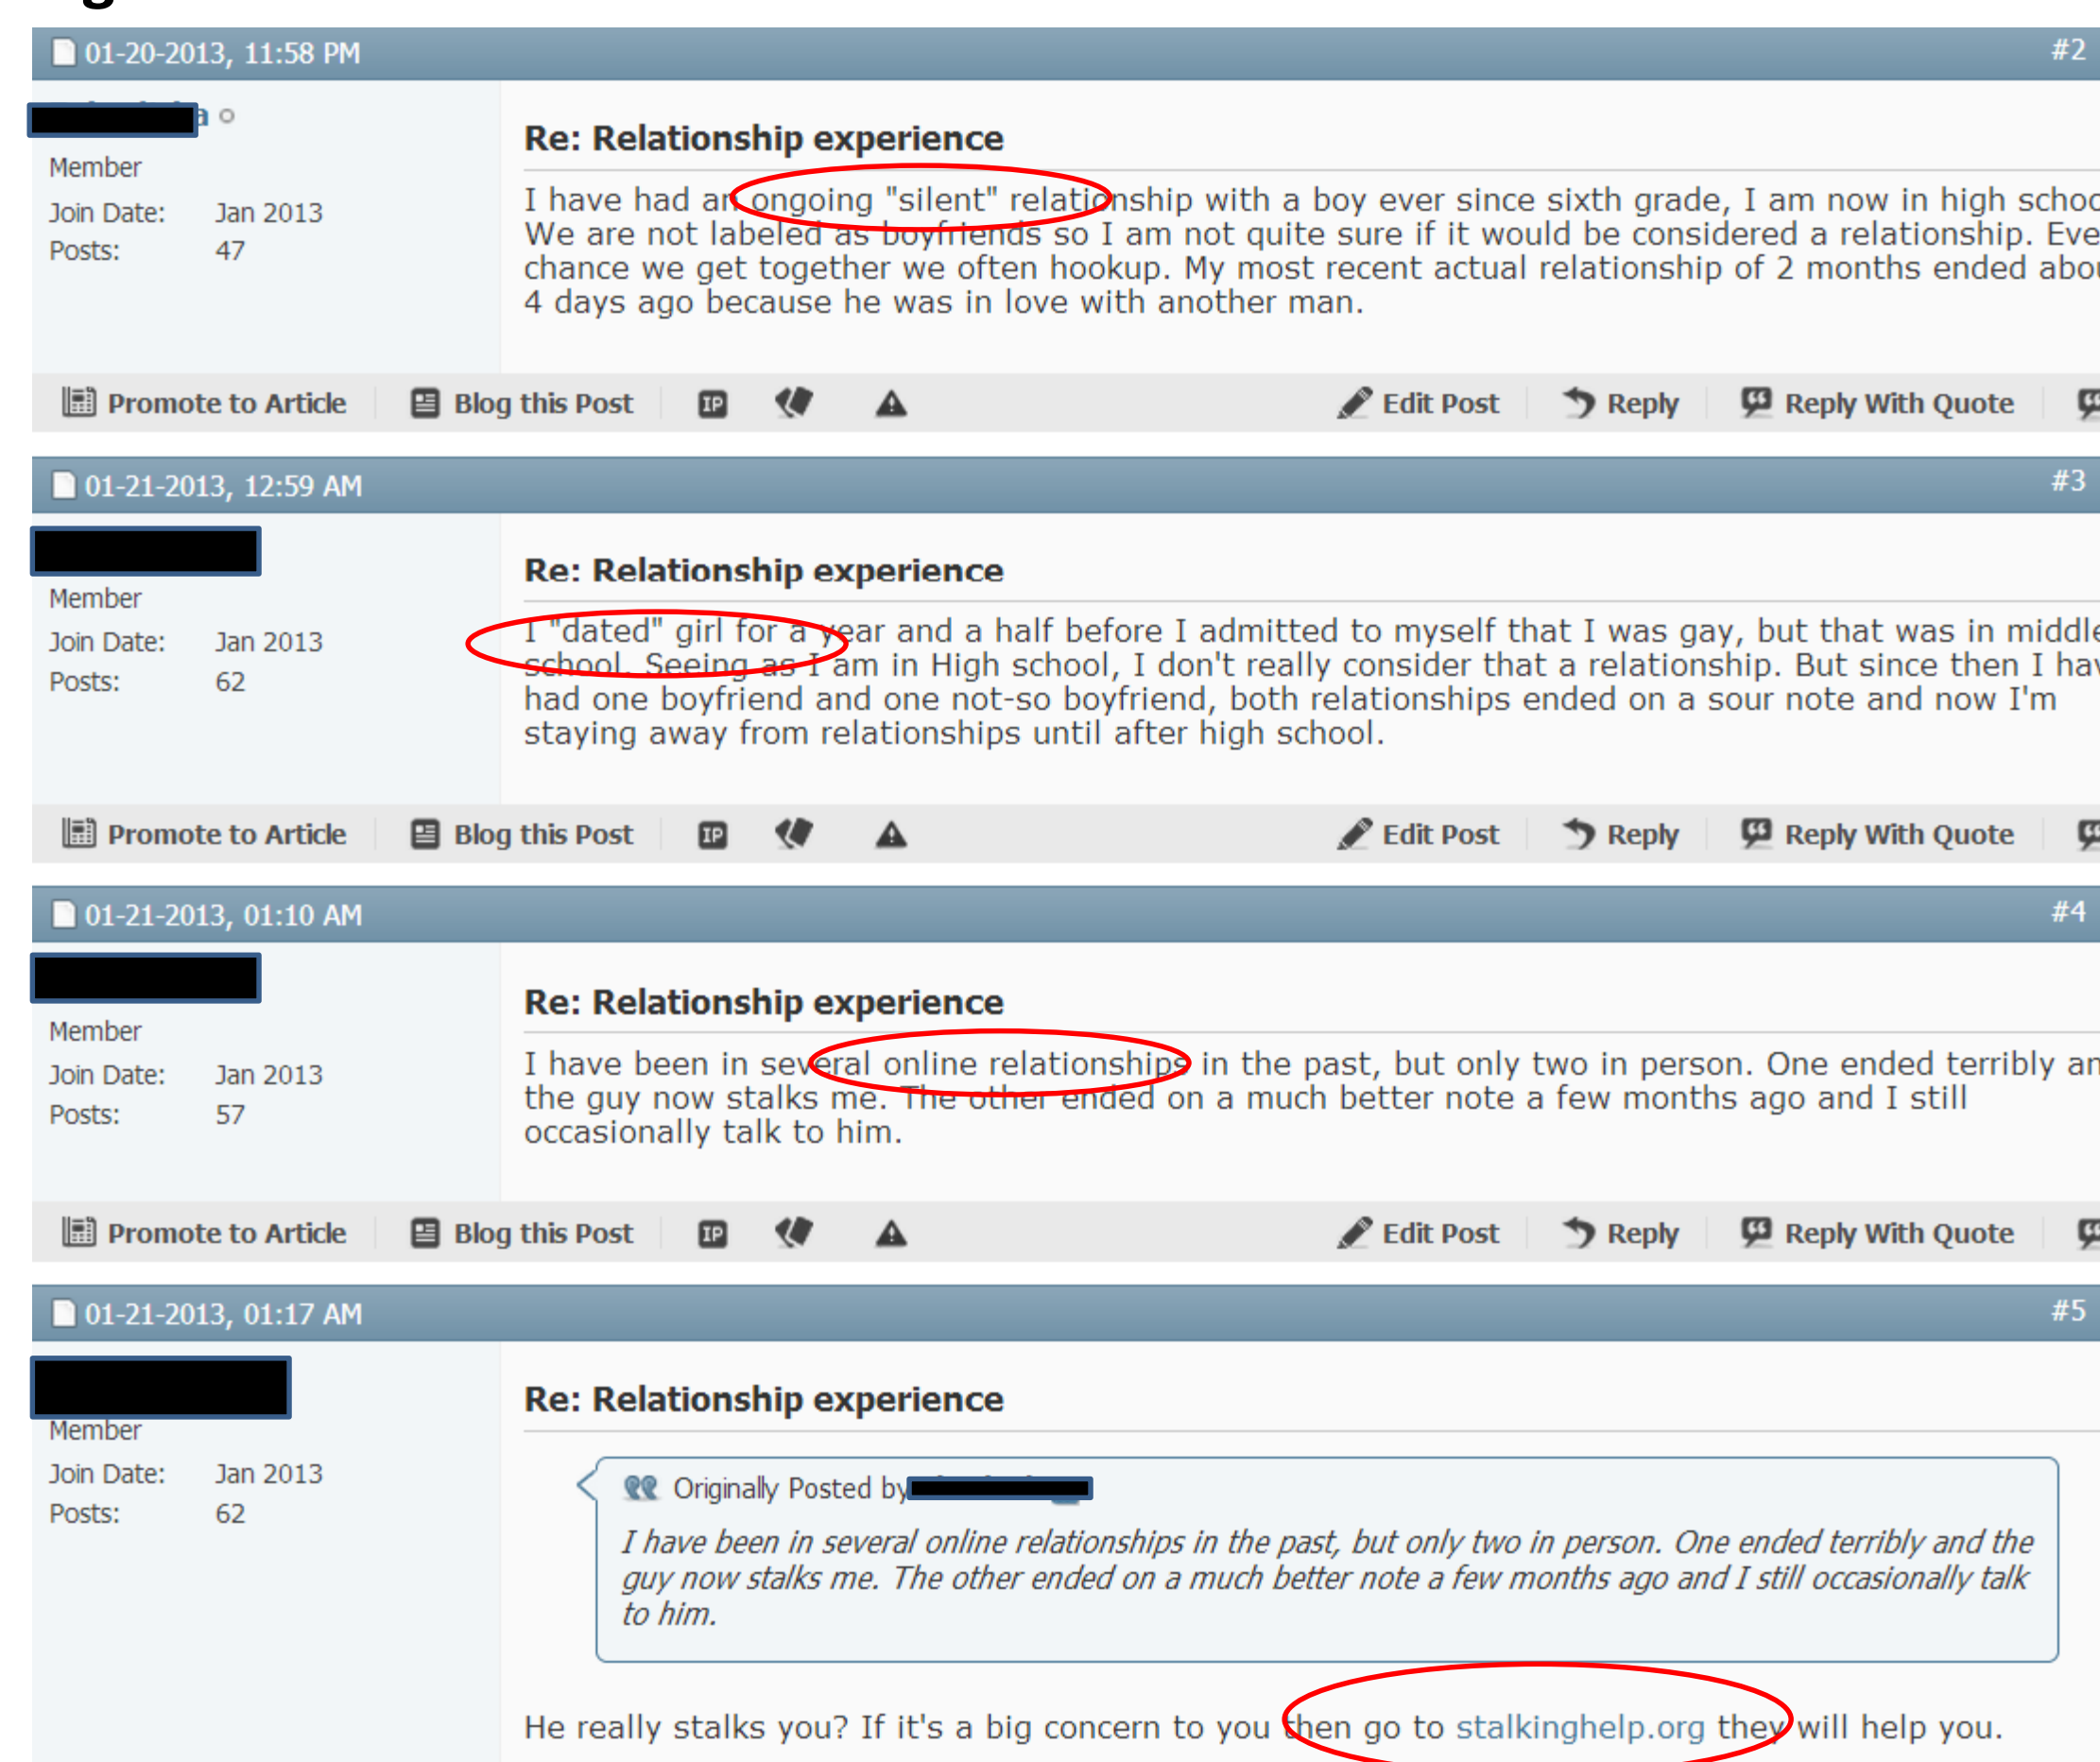 01-20-2013, 11:58 PM #2
Member
Join Date: Jan 2013
Posts: 47
Re: Relationship experience
I have had an ongoing "silent" relationship with a boy ever since sixth grade, I am now in high
We are not labeled as boyfriends so I am not quite sure if it would be considered a relationship.
chance we get together we often hookup. My most recent actual relationship of 2 months ended
4 days ago because he was in love with another man.
Promote to Article Blog this Post IP Edit Post Reply Reply With Quote
01-21-2013, 12:59 AM #3
Member
Join Date: Jan 2013
Posts: 62
Re: Relationship experience
I "dated" girl for a year and a half before I admitted to myself that I was gay, but that was in
school. Seeing as I am in High school, I don't really consider that a relationship. But since then I
had one boyfriend and one not-so boyfriend, both relationships ended on a sour note and now I'm
staying away from relationships until after high school.
Promote to Article Blog this Post IP Edit Post Reply Reply With Quote
01-21-2013, 01:10 AM #4
Member
Join Date: Jan 2013
Posts: 57
Re: Relationship experience
I have been in several online relationships in the past, but only two in person. One ended terribly
the guy now stalks me. The other ended on a much better note a few months ago and I still
occasionally talk to him.
Promote to Article Blog this Post IP Edit Post Reply Reply With Quote
01-21-2013, 01:17 AM #5
Member
Join Date: Jan 2013
Posts: 62
Re: Relationship experience
Originally Posted by
I have been in several online relationships in the past, but only two in person. One ended terribly and the
guy now stalks me. The other ended on a much better note a few months ago and I still occasionally talk
to him.
He really stalks you? If it's a big concern to you then go to stalkinghelp.org they will help you.